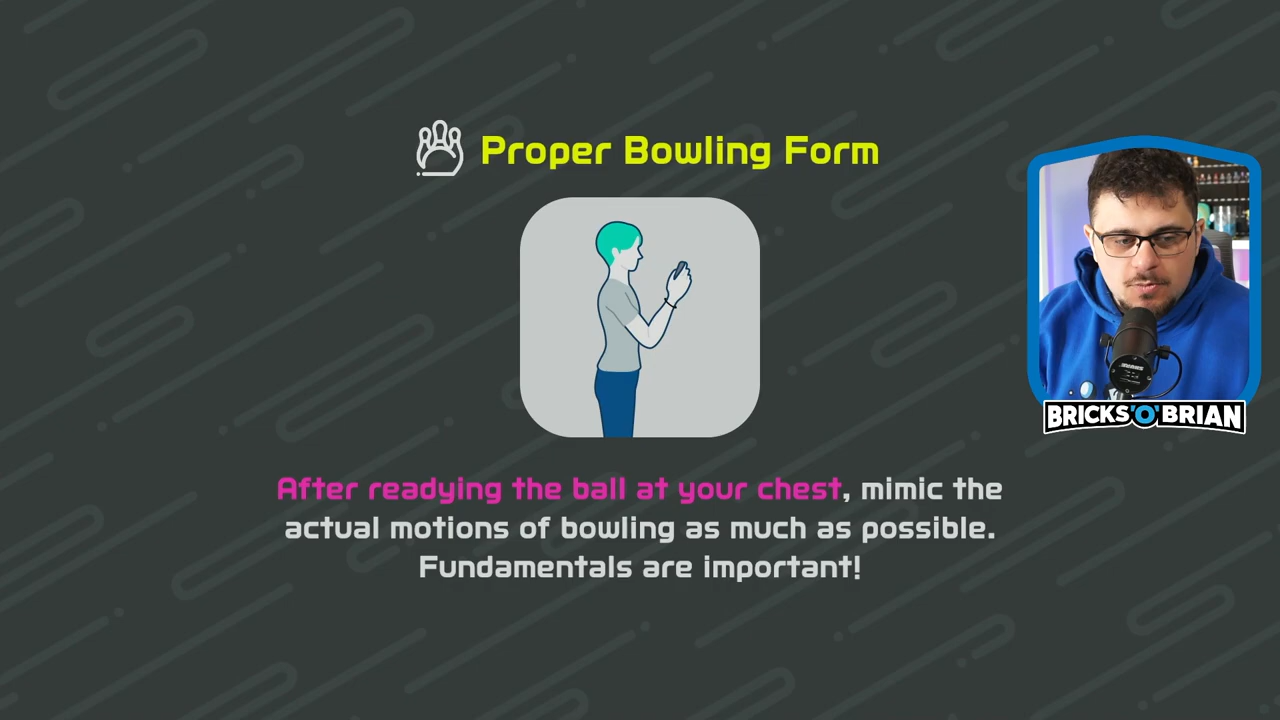 Proper Bowling Form
After readying the ball at your chest, mimic the
actual motions of bowling as much as possible.
Fundamentals are important!
BRICKS'O'BRIAN